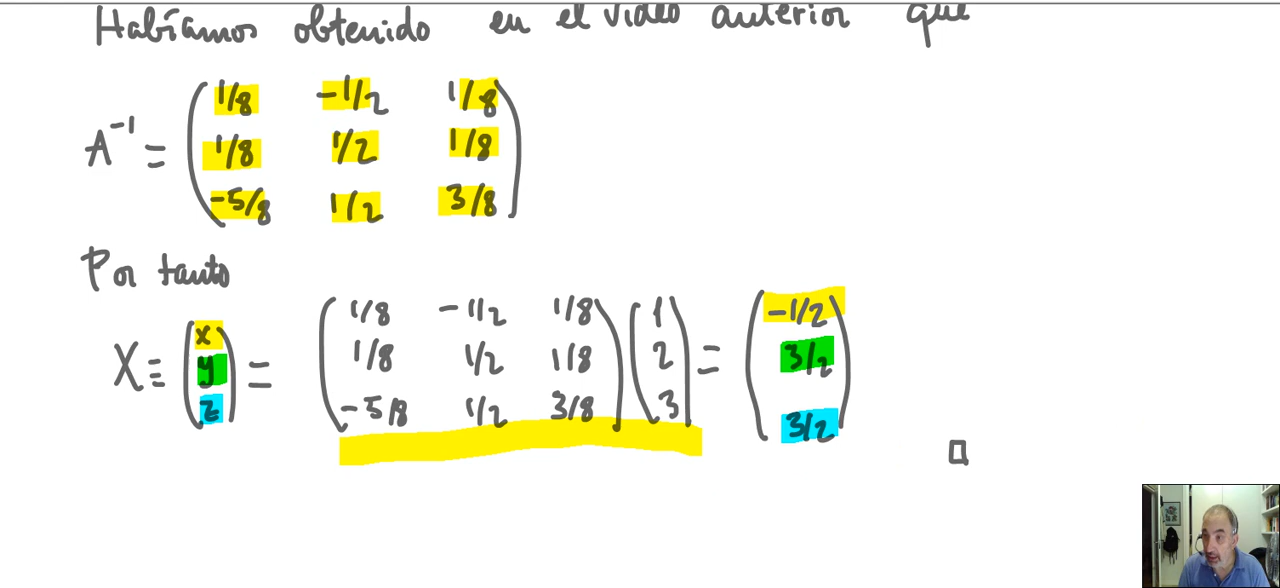 Habíamos obtenido en el video anterior que
A⁻¹ = ( 1/8 -1/2 1/8
1/8 1/2 1/8
-5/8 1/2 3/8 )
Por tanto
X = ( x y z ) = ( 1/8 -1/2 1/8
1/8 1/2 1/8
-5/8 1/2 3/8 ) ( 1 2 3 ) = ( -1/2 3/2 3/2 )